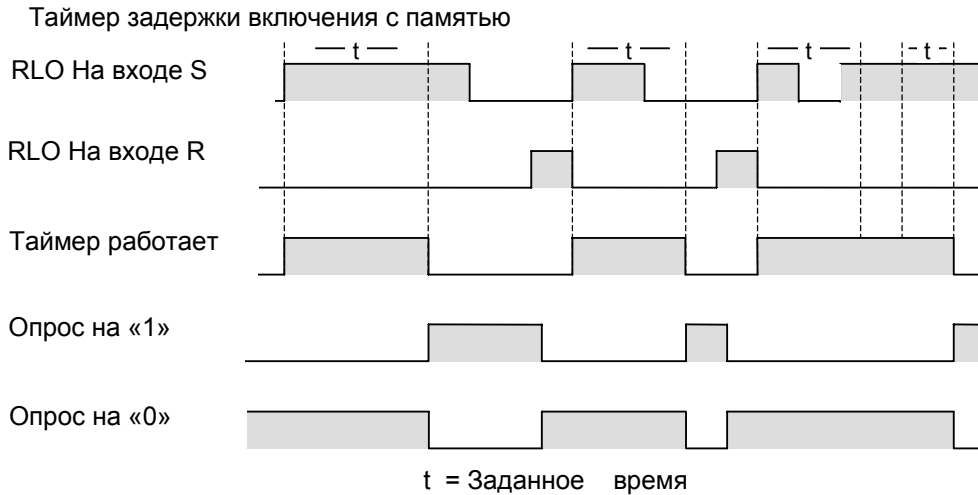 Таймер задержки включения с памятью
t t t t
RLO На входе S
RLO На входе R
Таймер работает
Опрос на «1»
Опрос на «0»
t = Заданное время